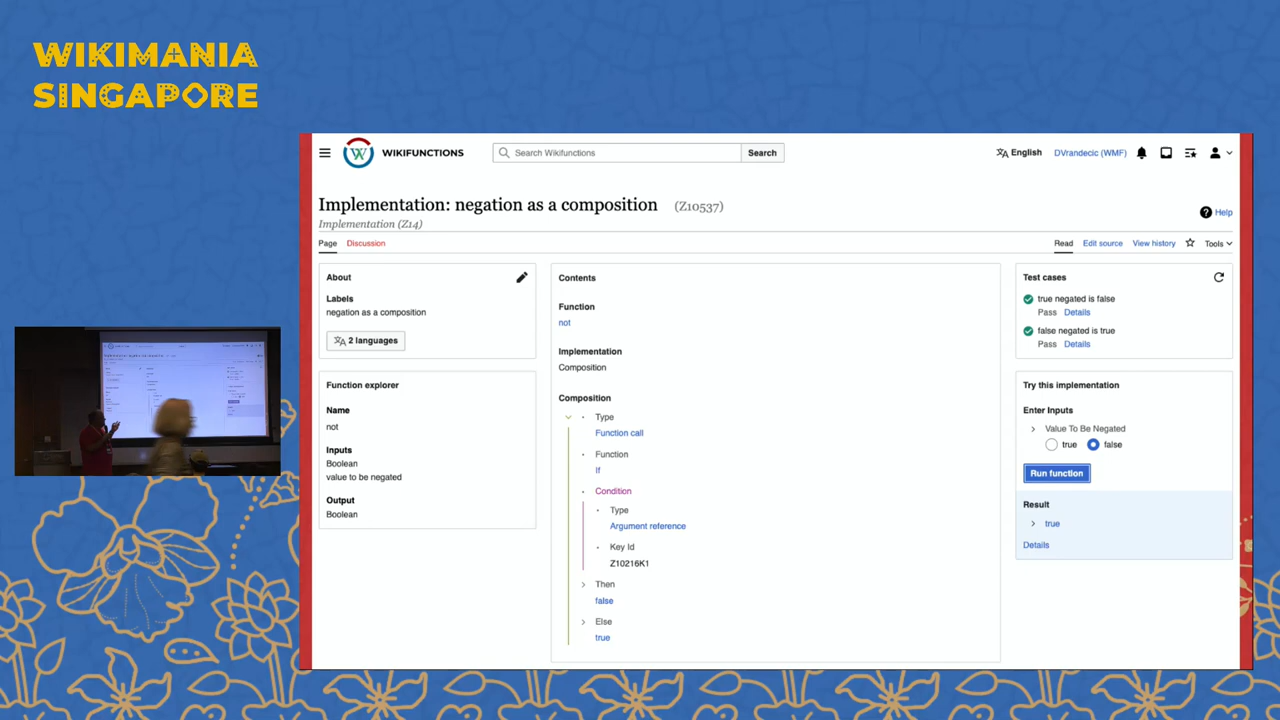 WIKIMANIA
SINGAPORE
WIKIFUNCTIONS
Search Wikifunctions
Search
English
DVrandecic (WMF)
Implementation: negation as a composition (Z10537)
Implementation (Z14)
Help
Page
Discussion
Read
Edit source
View history
Tools
About
Labels
negation as a composition
2 languages
Function explorer
Name
not
Inputs
Boolean
value to be negated
Output
Boolean
Contents
Function
not
Implementation
Composition
Composition
Type
Function call
Function
If
Condition
Type
Argument reference
Key Id
Z10216K1
Then
false
Else
true
Test cases
true negated is false
Pass Details
false negated is true
Pass Details
Try this implementation
Enter Inputs
Value To Be Negated
true false
Run function
Result
true
Details